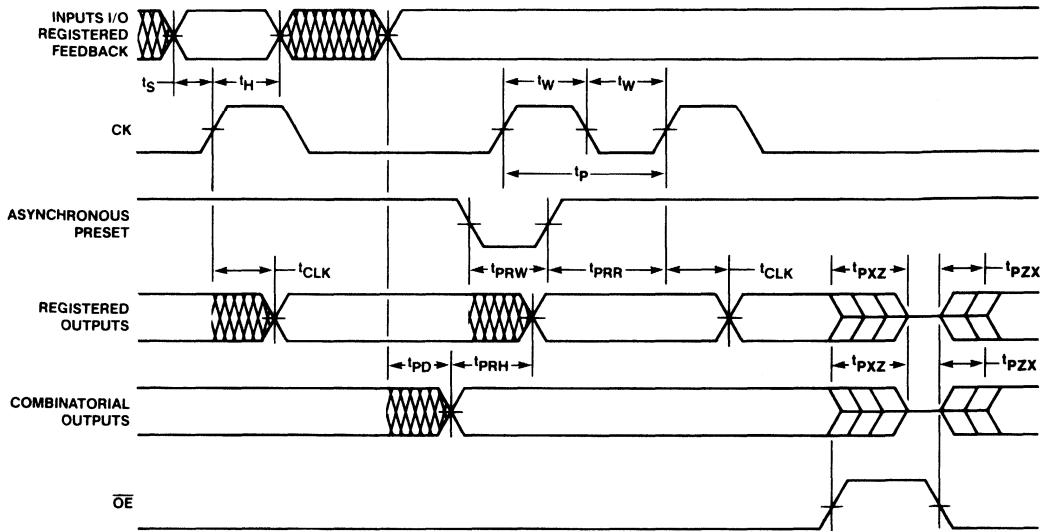 INPUTS I/O
REGISTERED
FEEDBACK
tS
tH
tW
tW
CK
tP
ASYNCHRONOUS
PRESET
tCLK
tPRW
tPRR
tCLK
tPXZ
tPZX
REGISTERED
OUTPUTS
tPD
tPRH
tPXZ
tPZX
COMBINATORIAL
OUTPUTS
OE